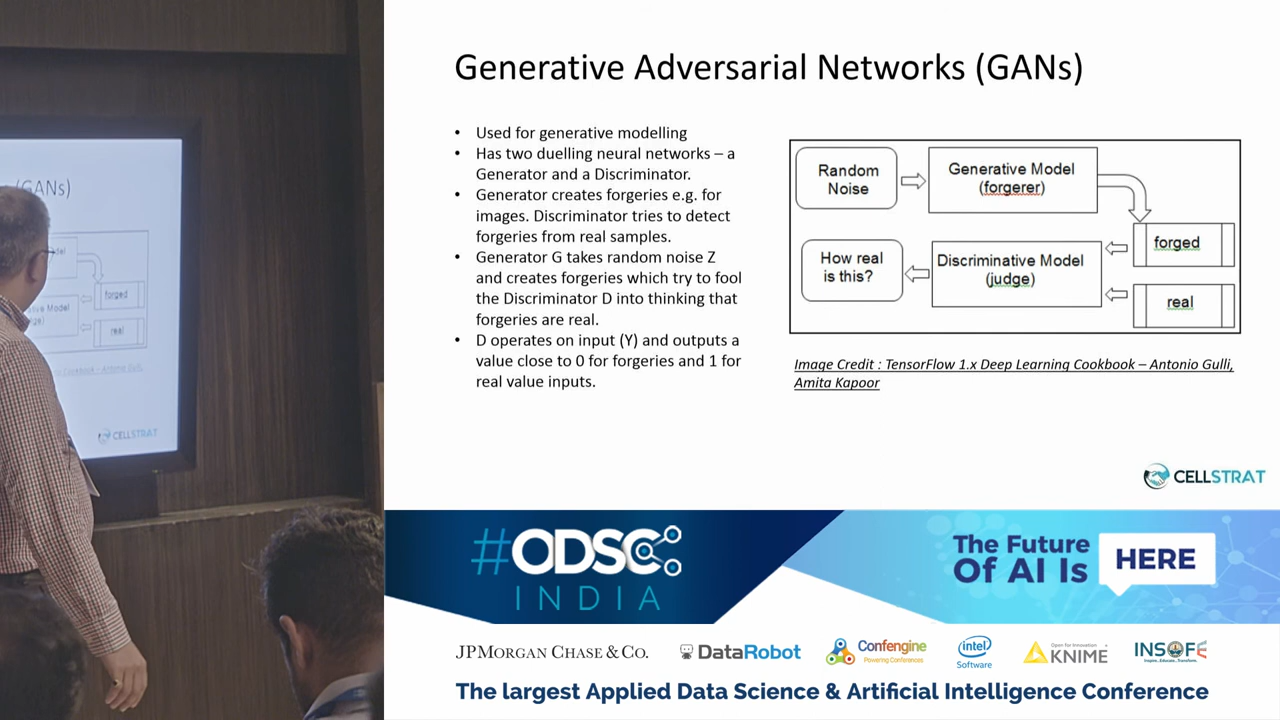 Generative Adversarial Networks (GANs)
• Used for generative modelling
• Has two duelling neural networks – a
Generator and a Discriminator.
• Generator creates forgeries e.g. for
images. Discriminator tries to detect
forgeries from real samples.
• Generator G takes random noise Z
and creates forgeries which try to fool
the Discriminator D into thinking that
forgeries are real.
• D operates on input (Y) and outputs a
value close to 0 for forgeries and 1 for
real value inputs.
Random
Noise
Generative Model
(forgerer)
forged
How real
is this?
Discriminative Model
(judge)
real
Image Credit : TensorFlow 1.x Deep Learning Cookbook – Antonio Gulli,
Amita Kapoor
CELLSTRAT
(GANs)
forged
real
CELLSTRAT
#ODSC
INDIA
The Future
Of AI Is
HERE
JPMORGAN CHASE & CO.
DataRobot
Confengine
Powering Conferences
intel
Software
Open for Innovation
KNIME
INSOFE
Inspire...Educate...Transform.
The largest Applied Data Science & Artificial Intelligence Conference